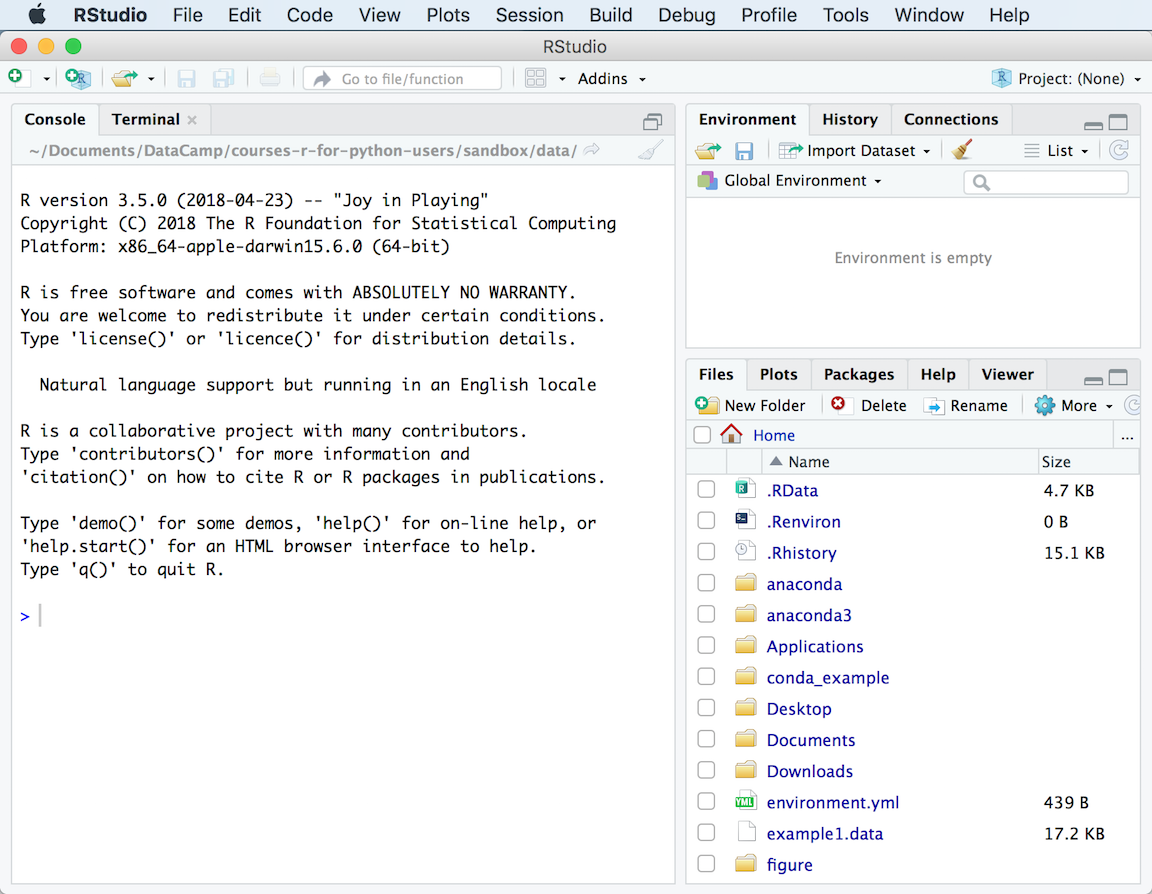 RStudio File Edit Code View Plots Session Build Debug Profile Tools Window Help
RStudio
Go to file/function Addins Project: (None)
Console Terminal
~/Documents/DataCamp/courses-r-for-python-users/sandbox/data/
R version 3.5.0 (2018-04-23) -- "Joy in Playing"
Copyright (C) 2018 The R Foundation for Statistical Computing
Platform: x86_64-apple-darwin15.6.0 (64-bit)
R is free software and comes with ABSOLUTELY NO WARRANTY.
You are welcome to redistribute it under certain conditions.
Type 'license()' or 'licence()' for distribution details.
Natural language support but running in an English locale
R is a collaborative project with many contributors.
Type 'contributors()' for more information and
'citation()' on how to cite R or R packages in publications.
Type 'demo()' for some demos, 'help()' for on-line help, or
'help.start()' for an HTML browser interface to help.
Type 'q()' to quit R.
>
Environment History Connections
Import Dataset List
Global Environment
Environment is empty
Files Plots Packages Help Viewer
New Folder Delete Rename More
Home ...
Name Size
.RData 4.7 KB
.Renviron 0 B
.Rhistory 15.1 KB
anaconda
anaconda3
Applications
conda_example
Desktop
Documents
Downloads
YML environment.yml 439 B
example1.data 17.2 KB
figure